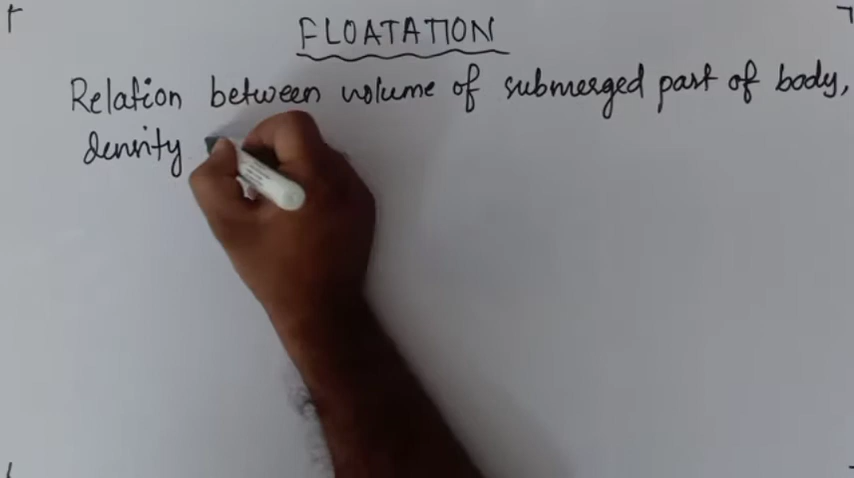 FLOATATION
Relation between volume of submerged part of body,
density